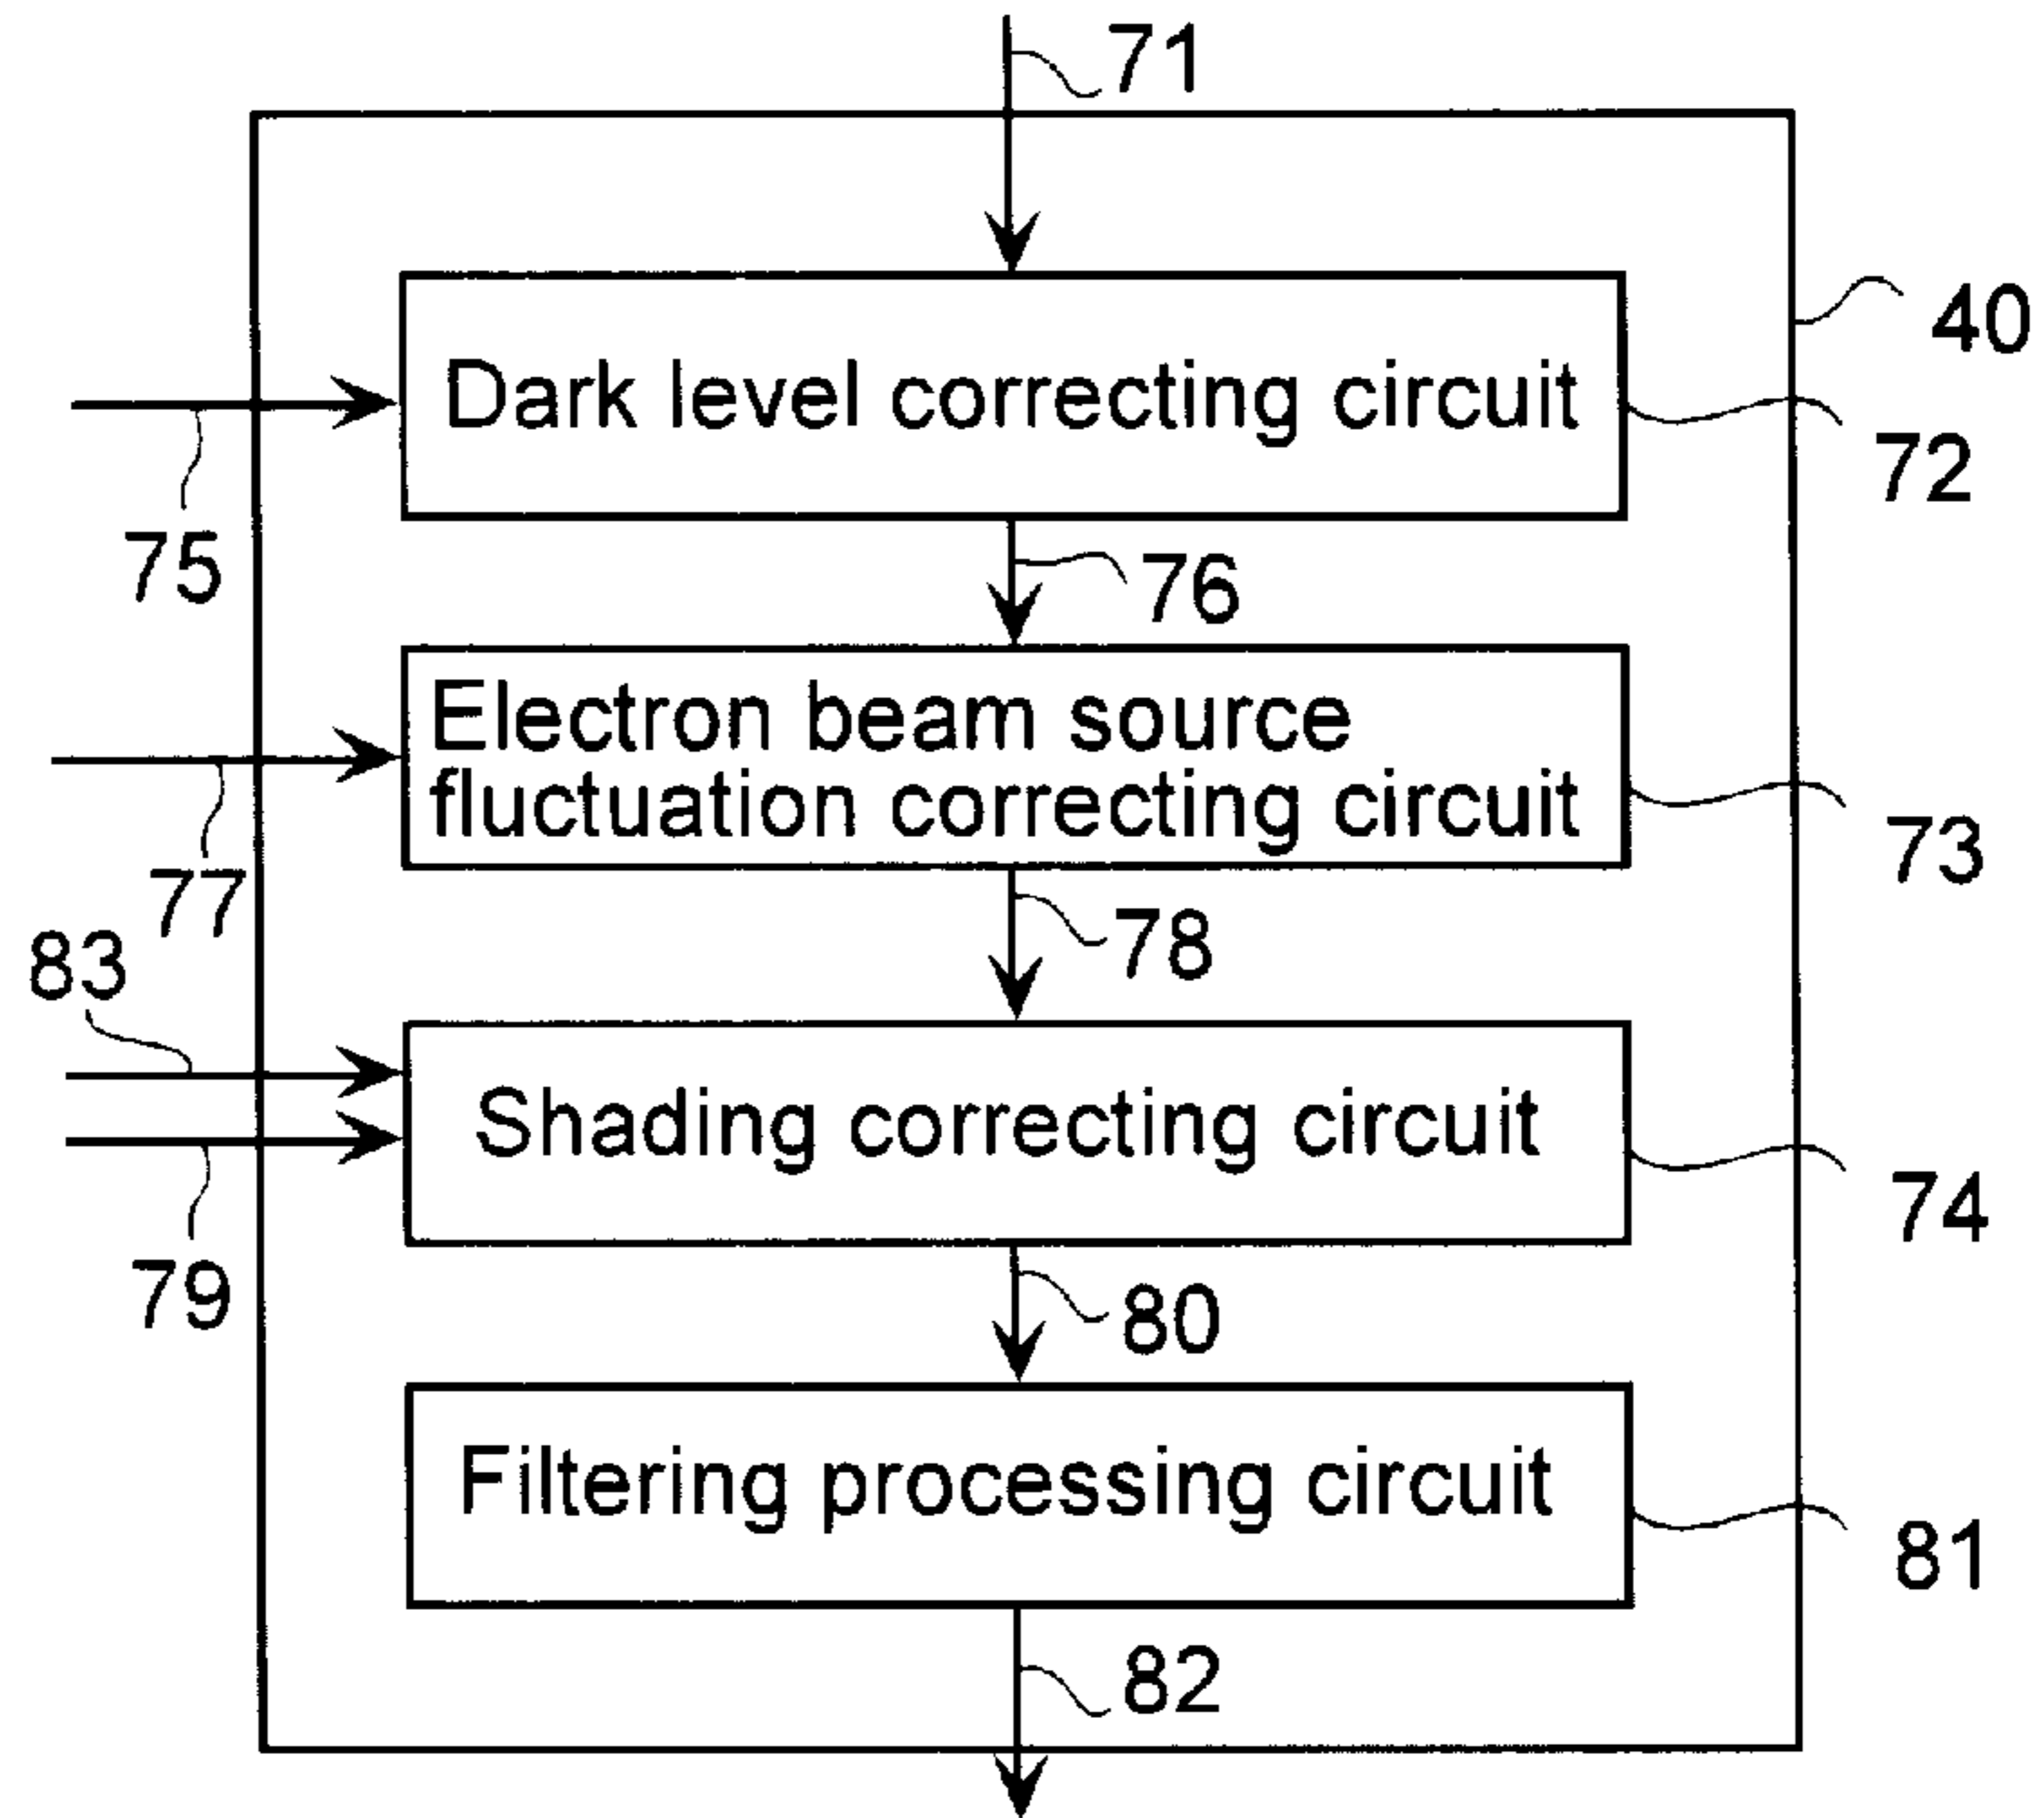 71
40
Dark level correcting circuit
72
75
76
Electron beam source
fluctuation correcting circuit
73
77
78
83
Shading correcting circuit
74
79
80
Filtering processing circuit
81
82